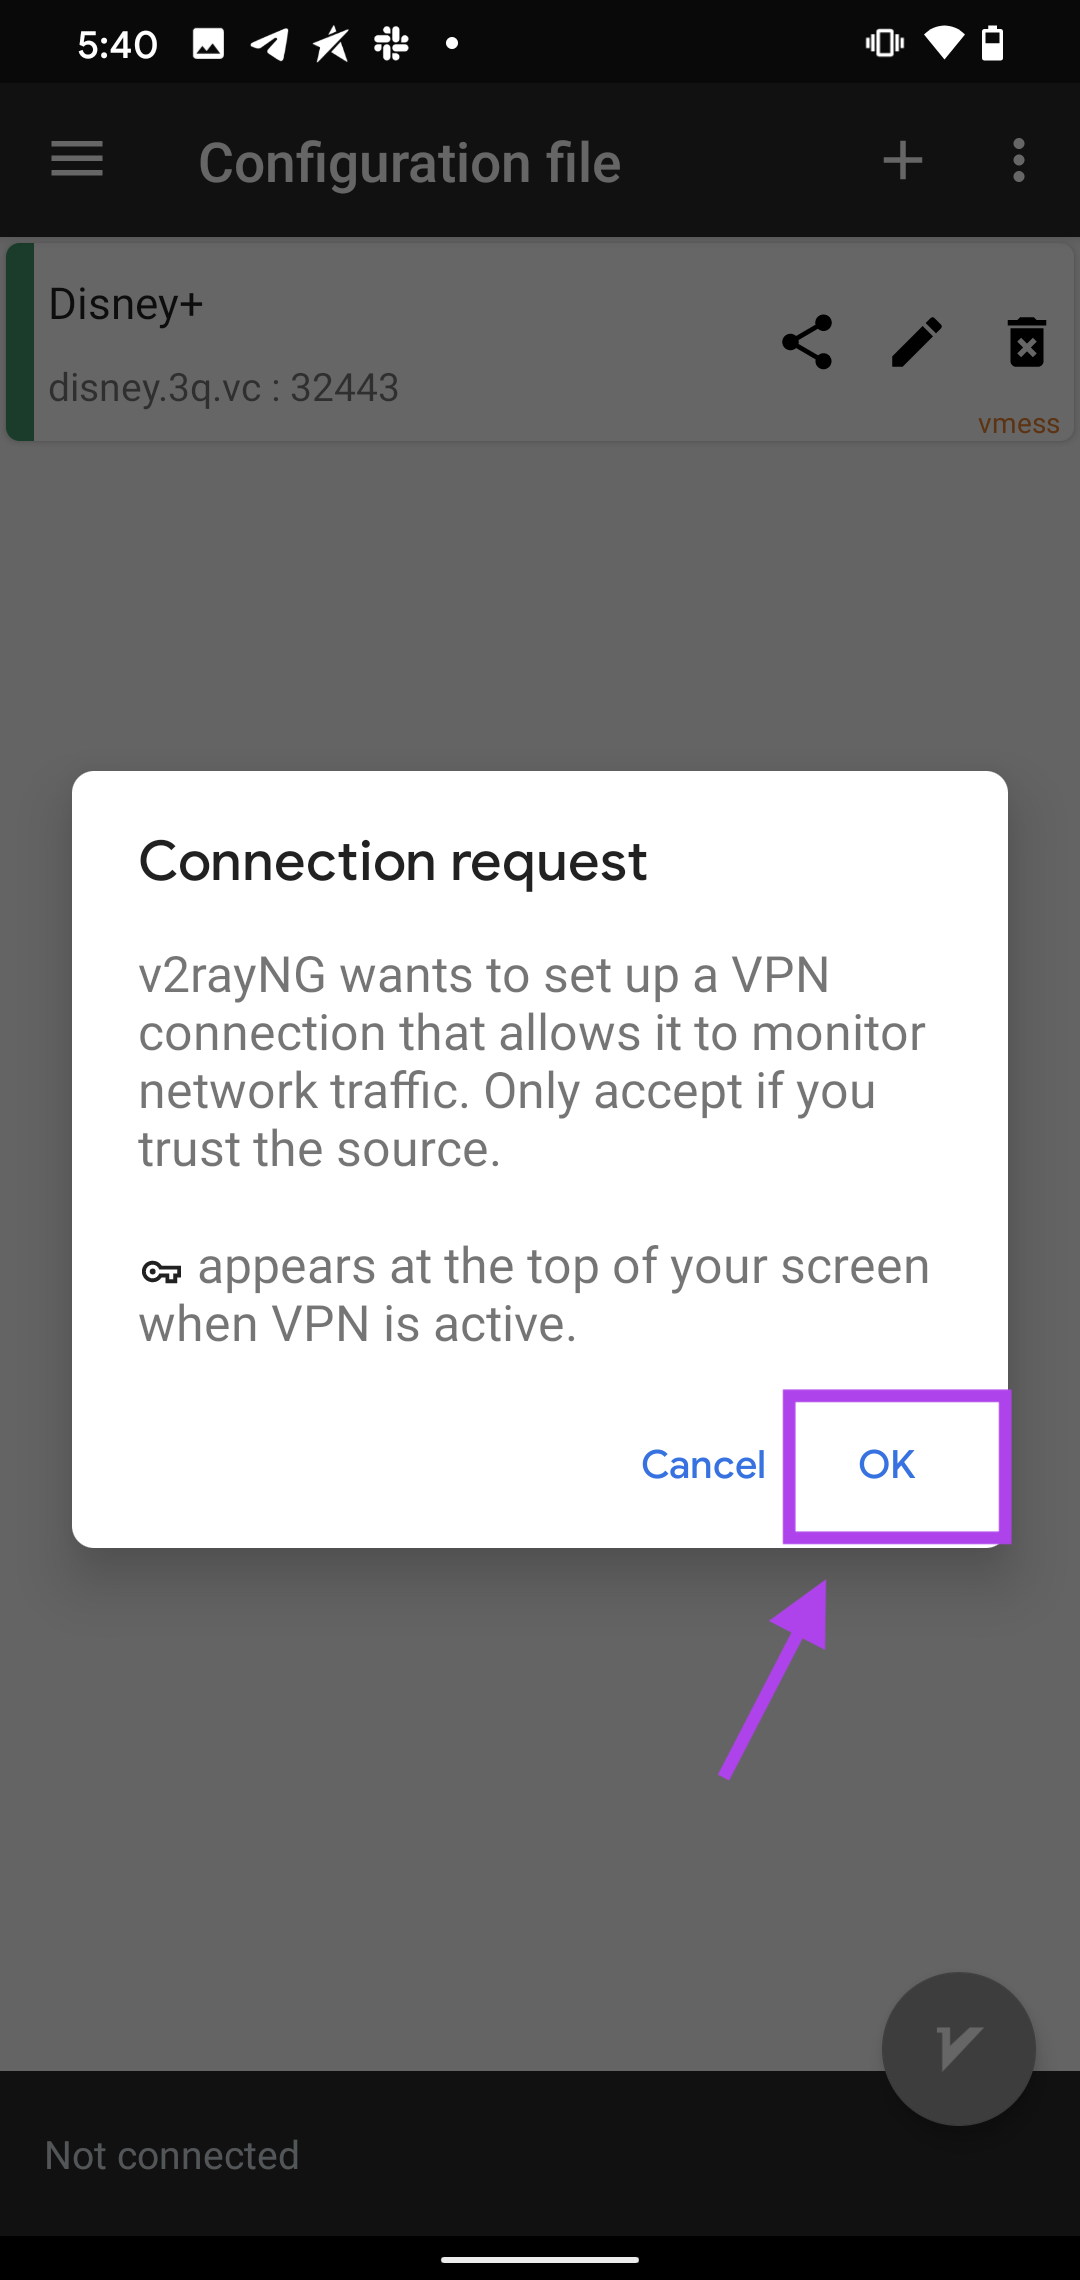 5:40
Configuration file
Disney+
disney.3q.vc : 32443
vmess
Connection request
v2rayNG wants to set up a VPN
connection that allows it to monitor
network traffic. Only accept if you
trust the source.
appears at the top of your screen
when VPN is active.
Cancel
OK
Not connected